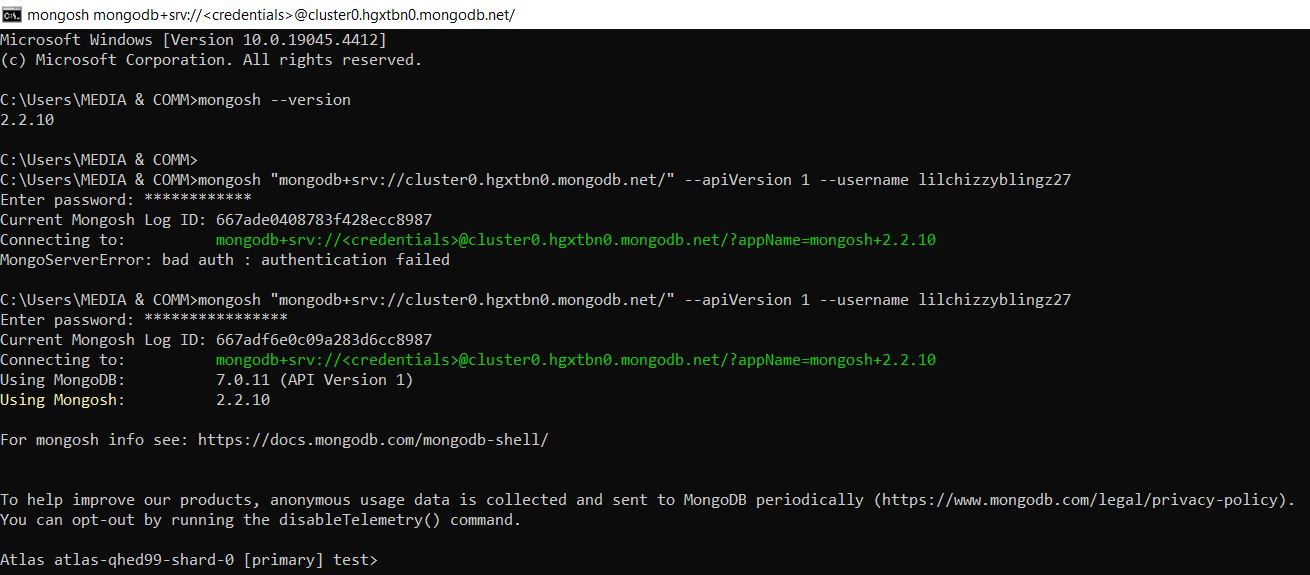 mongosh mongodb+srv://<credentials>@cluster0.hgxtbn0.mongodb.net/
Microsoft Windows [Version 10.0.19045.4412]
(c) Microsoft Corporation. All rights reserved.
C:\Users\MEDIA & COMM>mongosh --version
2.2.10
C:\Users\MEDIA & COMM>
C:\Users\MEDIA & COMM>mongosh "mongodb+srv://cluster0.hgxtbn0.mongodb.net/" --apiVersion 1 --username lilchizzyblingz27
Enter password: ************
Current Mongosh Log ID: 667ade0408783f428ecc8987
Connecting to: mongodb+srv://<credentials>@cluster0.hgxtbn0.mongodb.net/?appName=mongosh+2.2.10
MongoServerError: bad auth : authentication failed
C:\Users\MEDIA & COMM>mongosh "mongodb+srv://cluster0.hgxtbn0.mongodb.net/" --apiVersion 1 --username lilchizzyblingz27
Enter password: ****************
Current Mongosh Log ID: 667adf6e0c09a283d6cc8987
Connecting to: mongodb+srv://<credentials>@cluster0.hgxtbn0.mongodb.net/?appName=mongosh+2.2.10
Using MongoDB: 7.0.11 (API Version 1)
Using Mongosh: 2.2.10
For mongosh info see: https://docs.mongodb.com/mongodb-shell/
To help improve our products, anonymous usage data is collected and sent to MongoDB periodically (https://www.mongodb.com/legal/privacy-policy).
You can opt-out by running the disableTelemetry() command.
Atlas atlas-qhed99-shard-0 [primary] test>